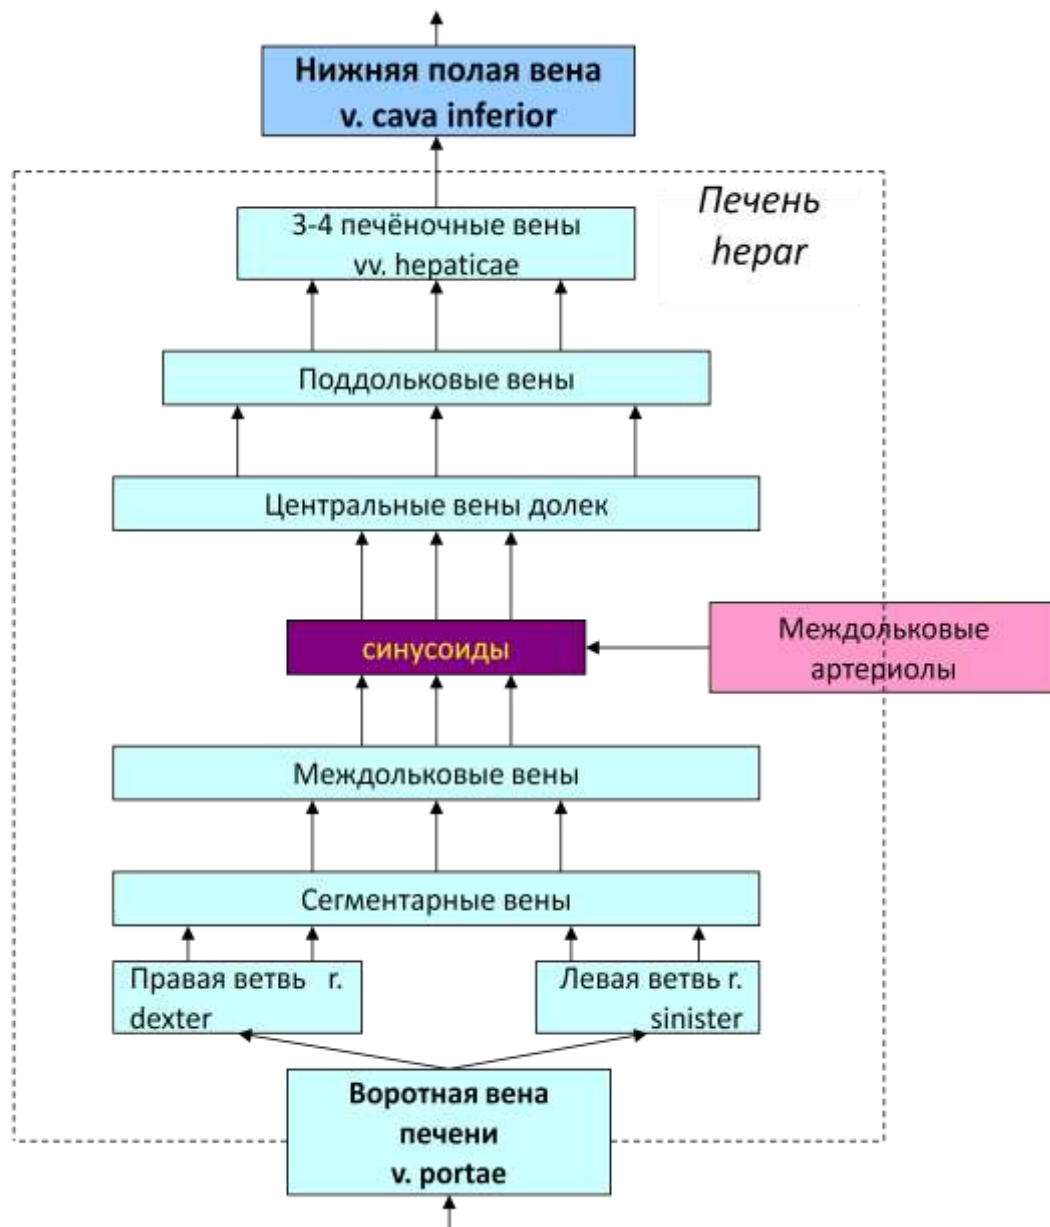 Нижняя полая вена
v. cava inferior
Печень
hepar
3-4 печёночные вены
vv. hepaticae
Поддольковые вены
Центральные вены долек
синусоиды
Междольковые
артериолы
Междольковые вены
Сегментарные вены
Правая ветвь r.
dexter
Левая ветвь r.
sinister
Воротная вена
печени
v. portae